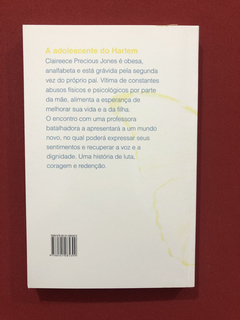 A adolescente do Harlem
Claireece Precious Jones é obesa,
analfabeta e está grávida pela segunda
vez do próprio pai. Vítima de constantes
abusos físicos e psicológicos por parte
da mãe, alimenta a esperança de
melhorar sua vida e a da filha.
O encontro com uma professora
batalhadora a apresentará a um mundo
novo, no qual poderá expressar seus
sentimentos e recuperar a voz e a
dignidade. Uma história de luta,
coragem e redenção.